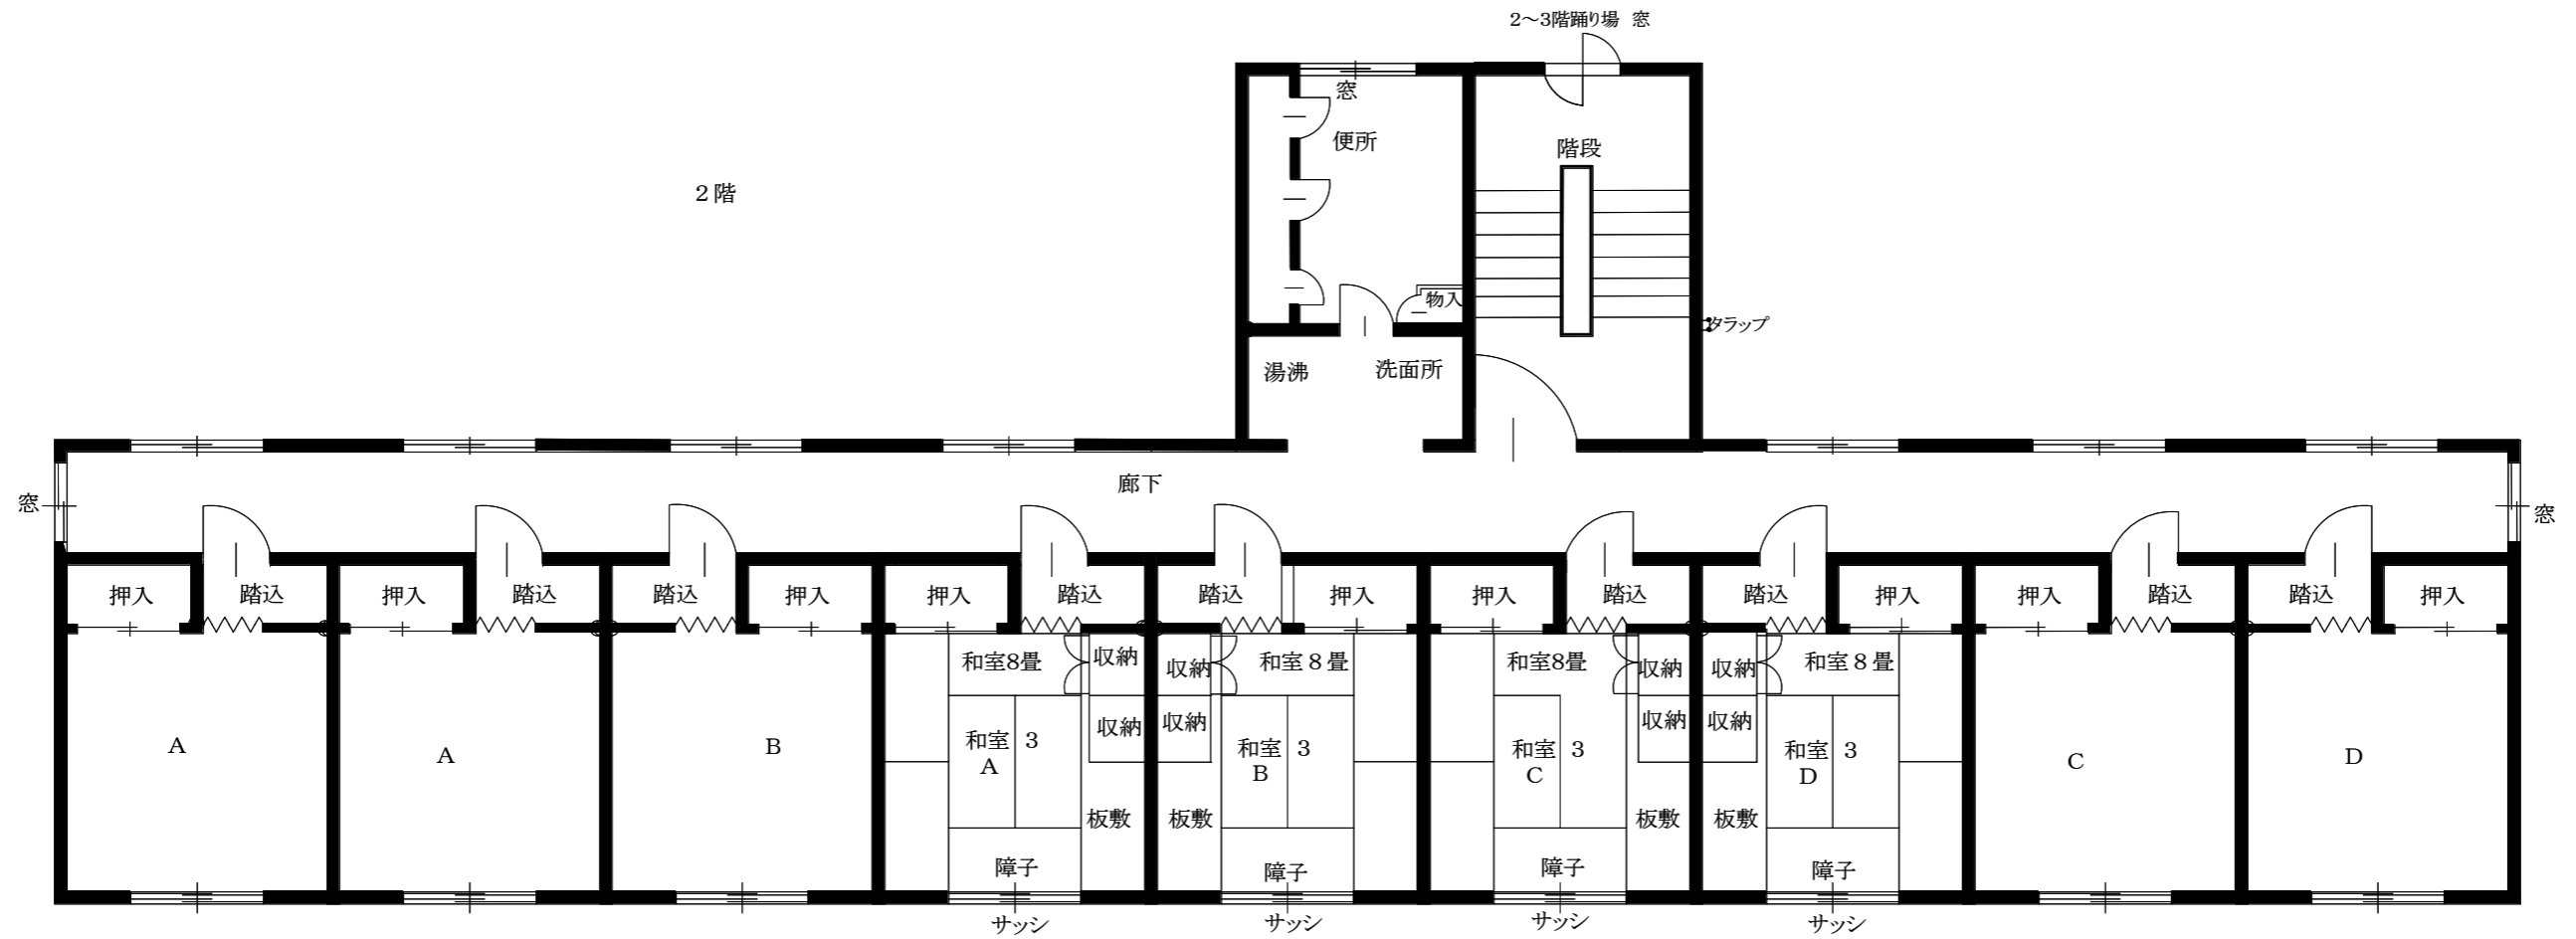 2～3階踊り場　窓
窓
便所
階段
２階
物入
タラップ
湯沸
洗面所
廊下
窓
窓
押入
踏込
押入
踏込
踏込
押入
押入
踏込
踏込
押入
押入
踏込
踏込
押入
押入
踏込
踏込
押入
和室8畳
収納
収納
和室８畳
和室8畳
収納
収納
和室８畳
収納
収納
収納
収納
A
A
B
和室
A
3
和室
B
3
和室
C
3
和室
D
3
C
D
板敷
板敷
板敷
板敷
障子
障子
障子
障子
サッシ
サッシ
サッシ
サッシ